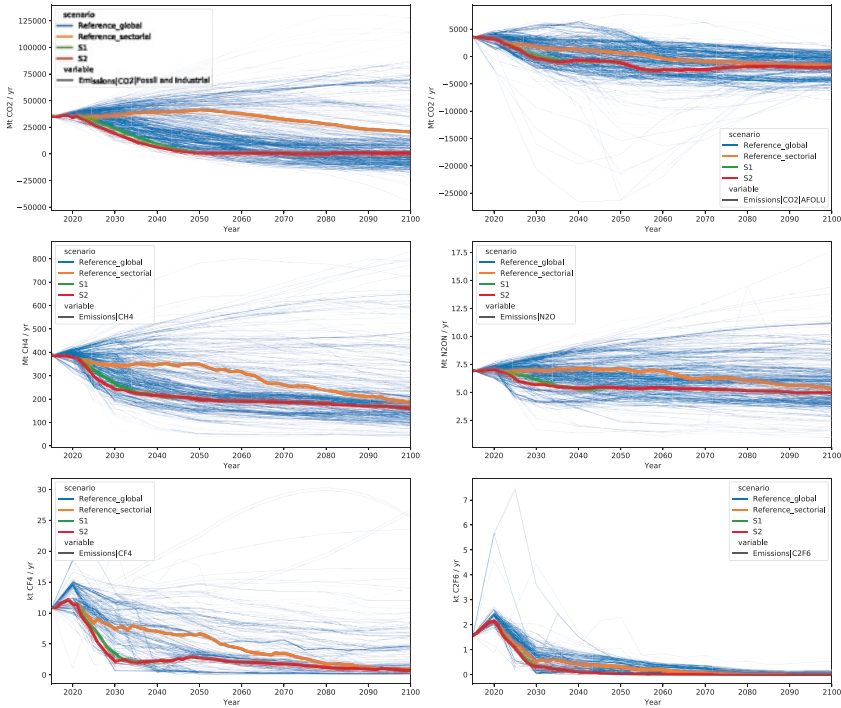 scenario
Reference_global
Reference_sectorial
S1
S2
variable
Emissions|CO2|Fossil and Industrial
125000
100000
75000
50000
25000
0
−25000
−50000
Mt CO2 / yr
2020 2030 2040 2050 2060 2070 2080 2090 2100
Year
5000
0
−5000
−10000
−15000
−20000
−25000
Mt CO2 / yr
scenario
Reference_global
Reference_sectorial
S1
S2
variable
Emissions|CO2|AFOLU
2020 2030 2040 2050 2060 2070 2080 2090 2100
Year
scenario
Reference_global
Reference_sectorial
S1
S2
variable
Emissions|CH4
800
700
600
500
400
300
200
100
0
Mt CH4 / yr
2020 2030 2040 2050 2060 2070 2080 2090 2100
Year
scenario
Reference_global
Reference_sectorial
S1
S2
variable
Emissions|N2O
17.5
15.0
12.5
10.0
7.5
5.0
2.5
Mt N2ON / yr
2020 2030 2040 2050 2060 2070 2080 2090 2100
Year
scenario
Reference_global
Reference_sectorial
S1
S2
variable
Emissions|CF4
30
25
20
15
10
5
0
kt CF4 / yr
2020 2030 2040 2050 2060 2070 2080 2090 2100
Year
scenario
Reference_global
Reference_sectorial
S1
S2
variable
Emissions|C2F6
7
6
5
4
3
2
1
0
kt C2F6 / yr
2020 2030 2040 2050 2060 2070 2080 2090 2100
Year